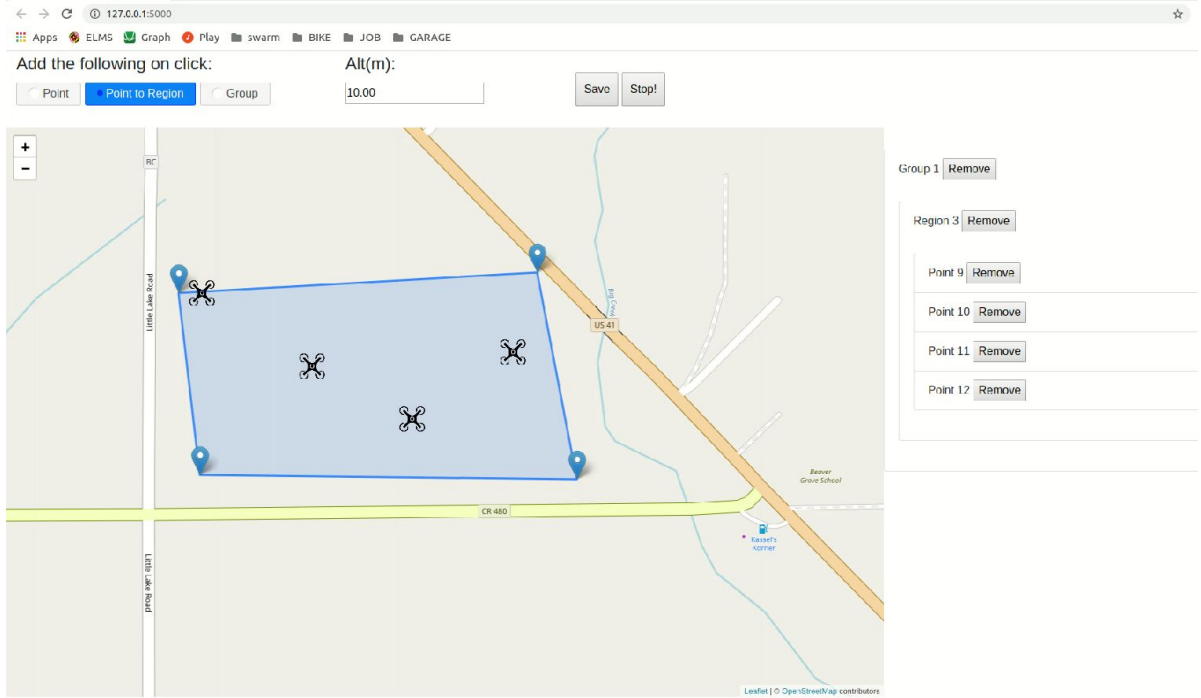 127.0.0.1:5000
Apps ELMS Graph Play swarm BIKE JOB GARAGE
Add the following on click: Alt(m):
Point Point to Region Group 10.00 Save Stop!
+
−
RC
Group 1 Remove
Region 3 Remove
Point 9 Remove
Little Lake Road
Point 10 Remove
US 41
Point 11 Remove
Point 12 Remove
Beaver
Grove School
CR 480
Kassel's
Korner
Little Lake Road
Leaflet | © OpenStreetMap contributors